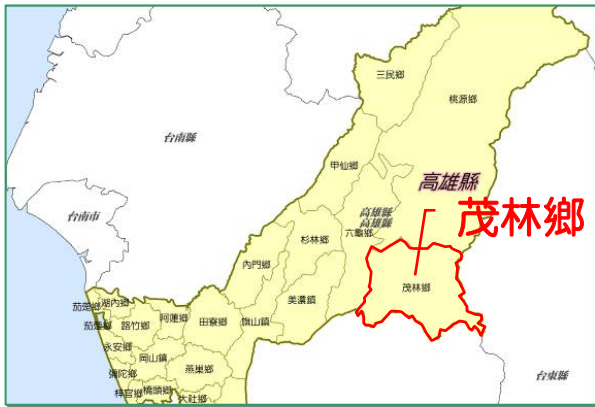 三民鄉
桃源鄉
台南縣
甲仙鄉
高雄縣
台南市
高雄縣
高雄縣
茂林鄉
杉林鄉
六龜鄉
內門鄉
茂林鄉
美濃鎮
茄萣鄉
湖內鄉
茄萣鄉
路竹鄉
阿蓮鄉
田寮鄉
旗山鎮
永安鄉
岡山鎮
彌陀鄉
燕巢鄉
台東縣
梓官鄉
橋頭鄉
大社鄉